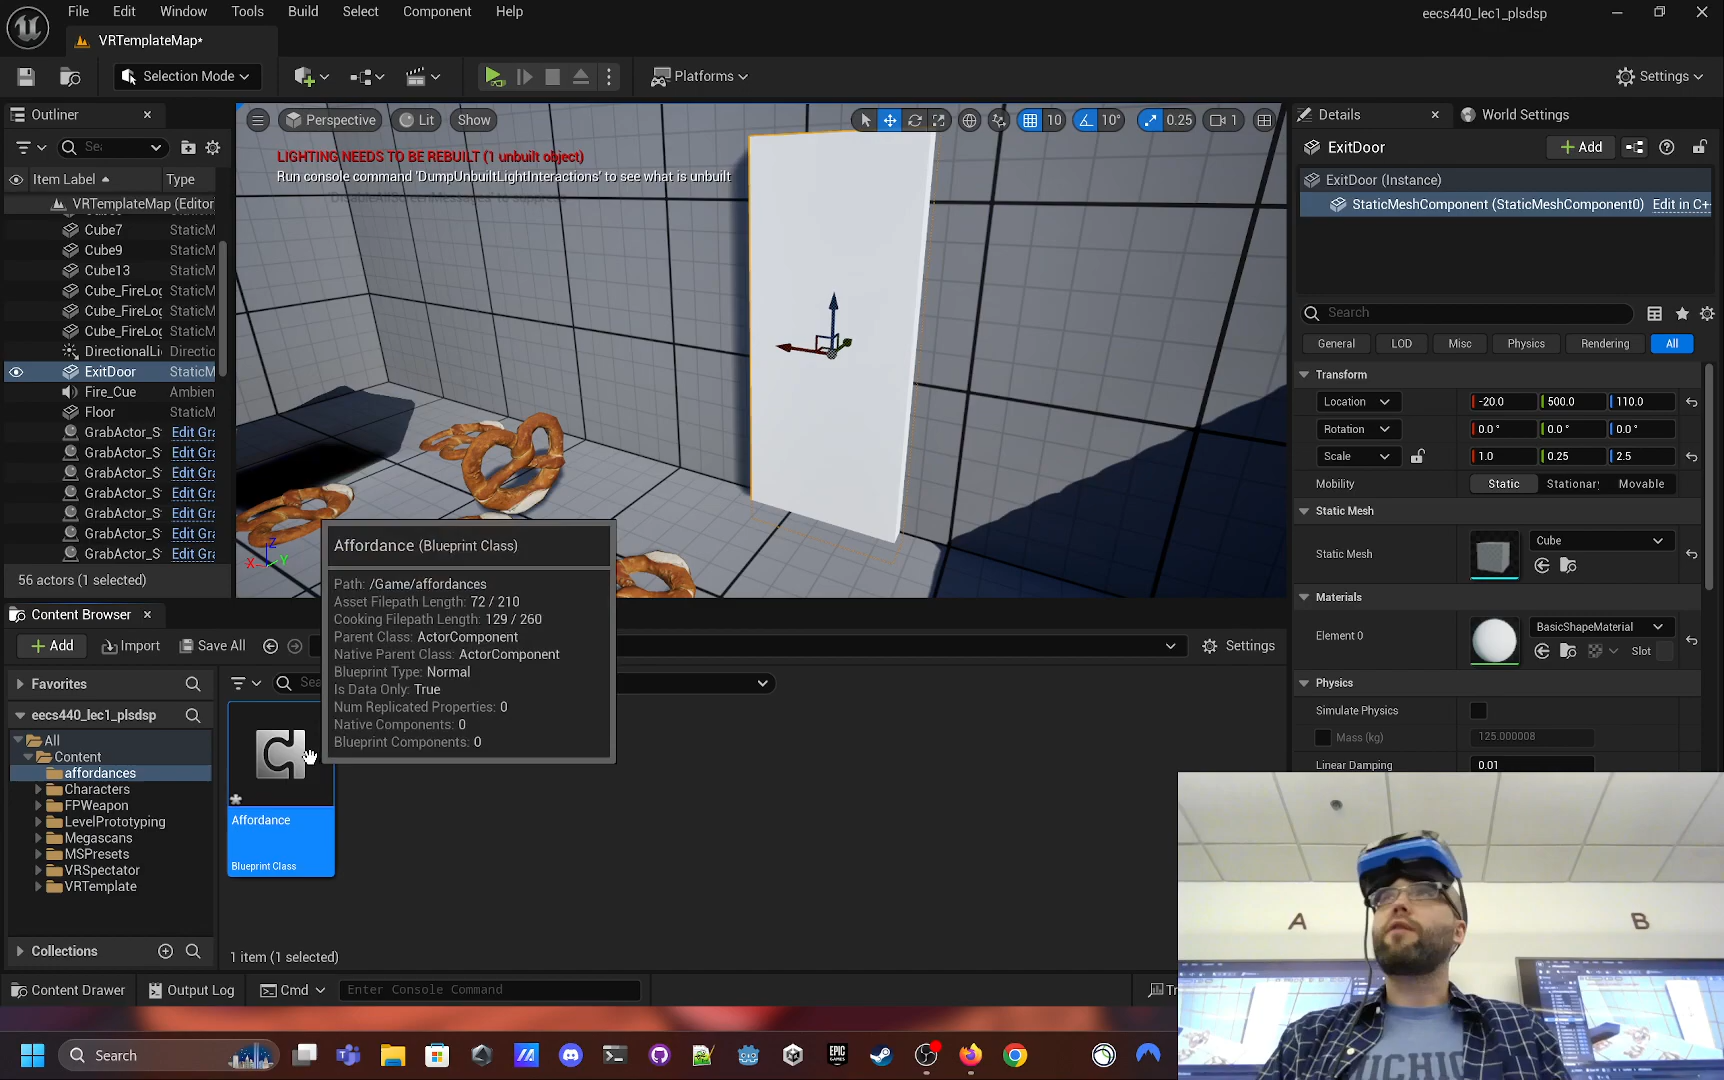 File Edit Window Tools Build Select Component Help
eecs440_lec1_plsdsp
VRTemplateMap*
Selection Mode
Platforms
Settings
Outliner
Item Label Type
VRTemplateMap (Editor
Cube7 StaticM
Cube9 StaticM
Cube13 StaticM
Cube_FireLog StaticM
Cube_FireLog StaticM
Cube_FireLog StaticM
DirectionalLi Directio
ExitDoor StaticM
Fire_Cue Ambien
Floor StaticM
GrabActor_S Edit Gra
GrabActor_S Edit Gra
GrabActor_S Edit Gra
GrabActor_S Edit Gra
GrabActor_S Edit Gra
GrabActor_S Edit Gra
GrabActor_S Edit Gra
56 actors (1 selected)
Perspective Lit Show
10 10° 0.25 1
LIGHTING NEEDS TO BE REBUILT (1 unbuilt object)
Run console command 'DumpUnbuiltLightInteractions' to see what is unbuilt
'DisableAllScreenMessages' to suppress
X Z Y
Details
World Settings
ExitDoor
Add
ExitDoor (Instance)
StaticMeshComponent (StaticMeshComponent0) Edit in C+
Search
General LOD Misc Physics Rendering All
Transform
Location -20.0 500.0 110.0
Rotation 0.0 ° 0.0 ° 0.0 °
Scale 1.0 0.25 2.5
Mobility Static Stationar Movable
Static Mesh
Static Mesh Cube
Materials
Element 0 BasicShapeMaterial
Slot
Physics
Simulate Physics
Mass (kg) 125.000008
Linear Damping 0.01
Content Browser
Add Import Save All
Settings
Favorites
eecs440_lec1_plsdsp
All
Content
affordances
Characters
FPWeapon
LevelPrototyping
Megascans
MSPresets
VRSpectator
VRTemplate
Collections
Sea
Affordance
Blueprint Class
1 item (1 selected)
Affordance (Blueprint Class)
Path: /Game/affordances
Asset Filepath Length: 72 / 210
Cooking Filepath Length: 129 / 260
Parent Class: ActorComponent
Native Parent Class: ActorComponent
Blueprint Type: Normal
Is Data Only: True
Num Replicated Properties: 0
Native Components: 0
Blueprint Components: 0
Content Drawer Output Log Cmd Enter Console Command Tr
A B
Search
EPIC GAMES